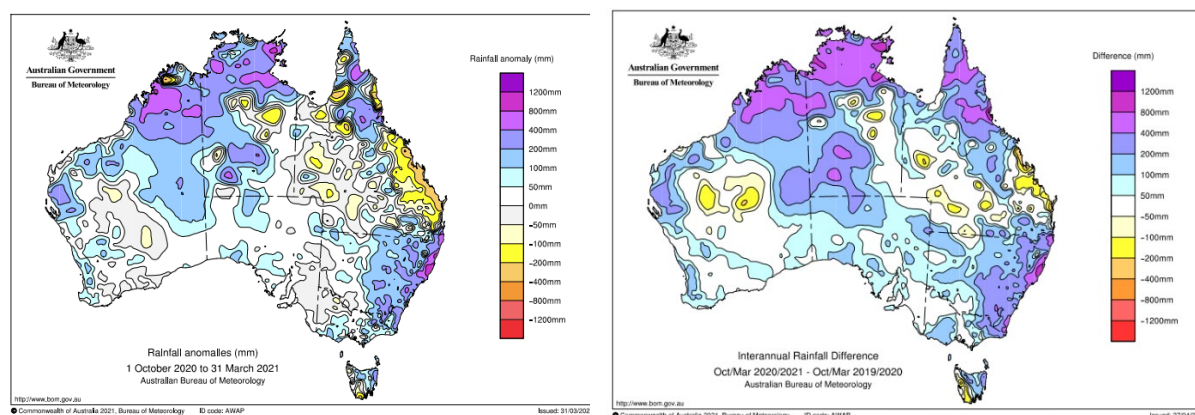 Australian Government
Bureau of Meteorology
Rainfall anomaly (mm)
1200mm
800mm
400mm
200mm
100mm
50mm
0mm
-50mm
-100mm
-200mm
-400mm
-800mm
-1200mm
Rainfall anomalies (mm)
1 October 2020 to 31 March 2021
Australian Bureau of Meteorology
http://www.bom.gov.au
© Commonwealth of Australia 2021, Bureau of Meteorology ID code: AWAP Issued: 31/03/202
Australian Government
Bureau of Meteorology
Difference (mm)
1200mm
800mm
400mm
200mm
100mm
50mm
-50mm
-100mm
-400mm
-800mm
-1200mm
Interannual Rainfall Difference
Oct/Mar 2020/2021 - Oct/Mar 2019/2020
Australian Bureau of Meteorology
http://www.bom.gov.au